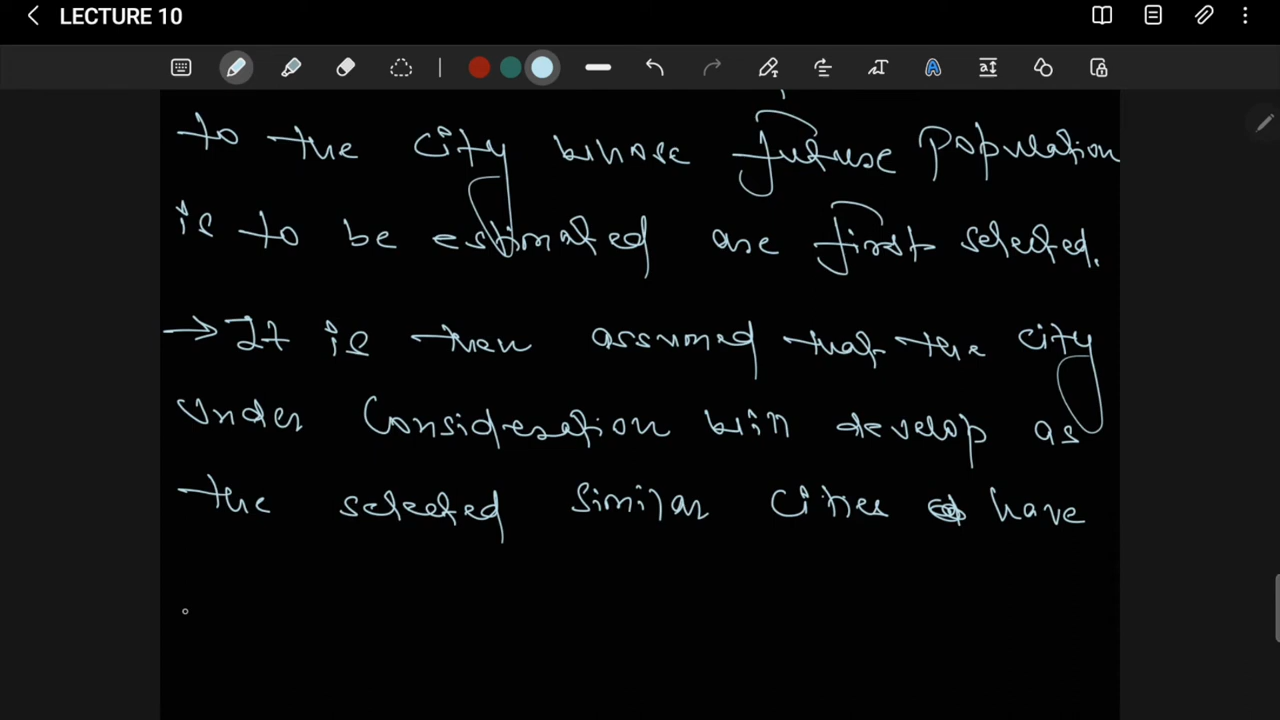 LECTURE 10
to the city whose future population
is to be estimated are first selected.
→ It is then assumed that the city
under consideration will develop as
the selected similar cities have